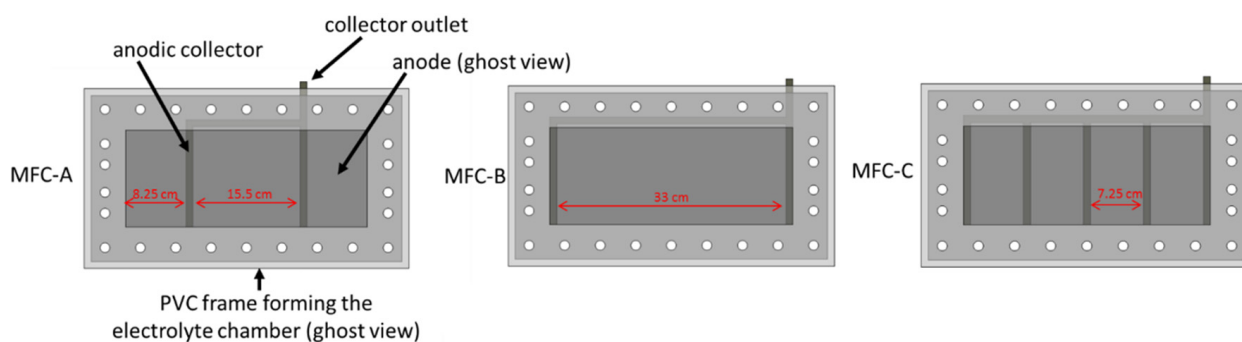 collector outlet
anodic collector
anode (ghost view)
MFC-A
8.25 cm
15.5 cm
MFC-B
33 cm
MFC-C
7.25 cm
PVC frame forming the
electrolyte chamber (ghost view)